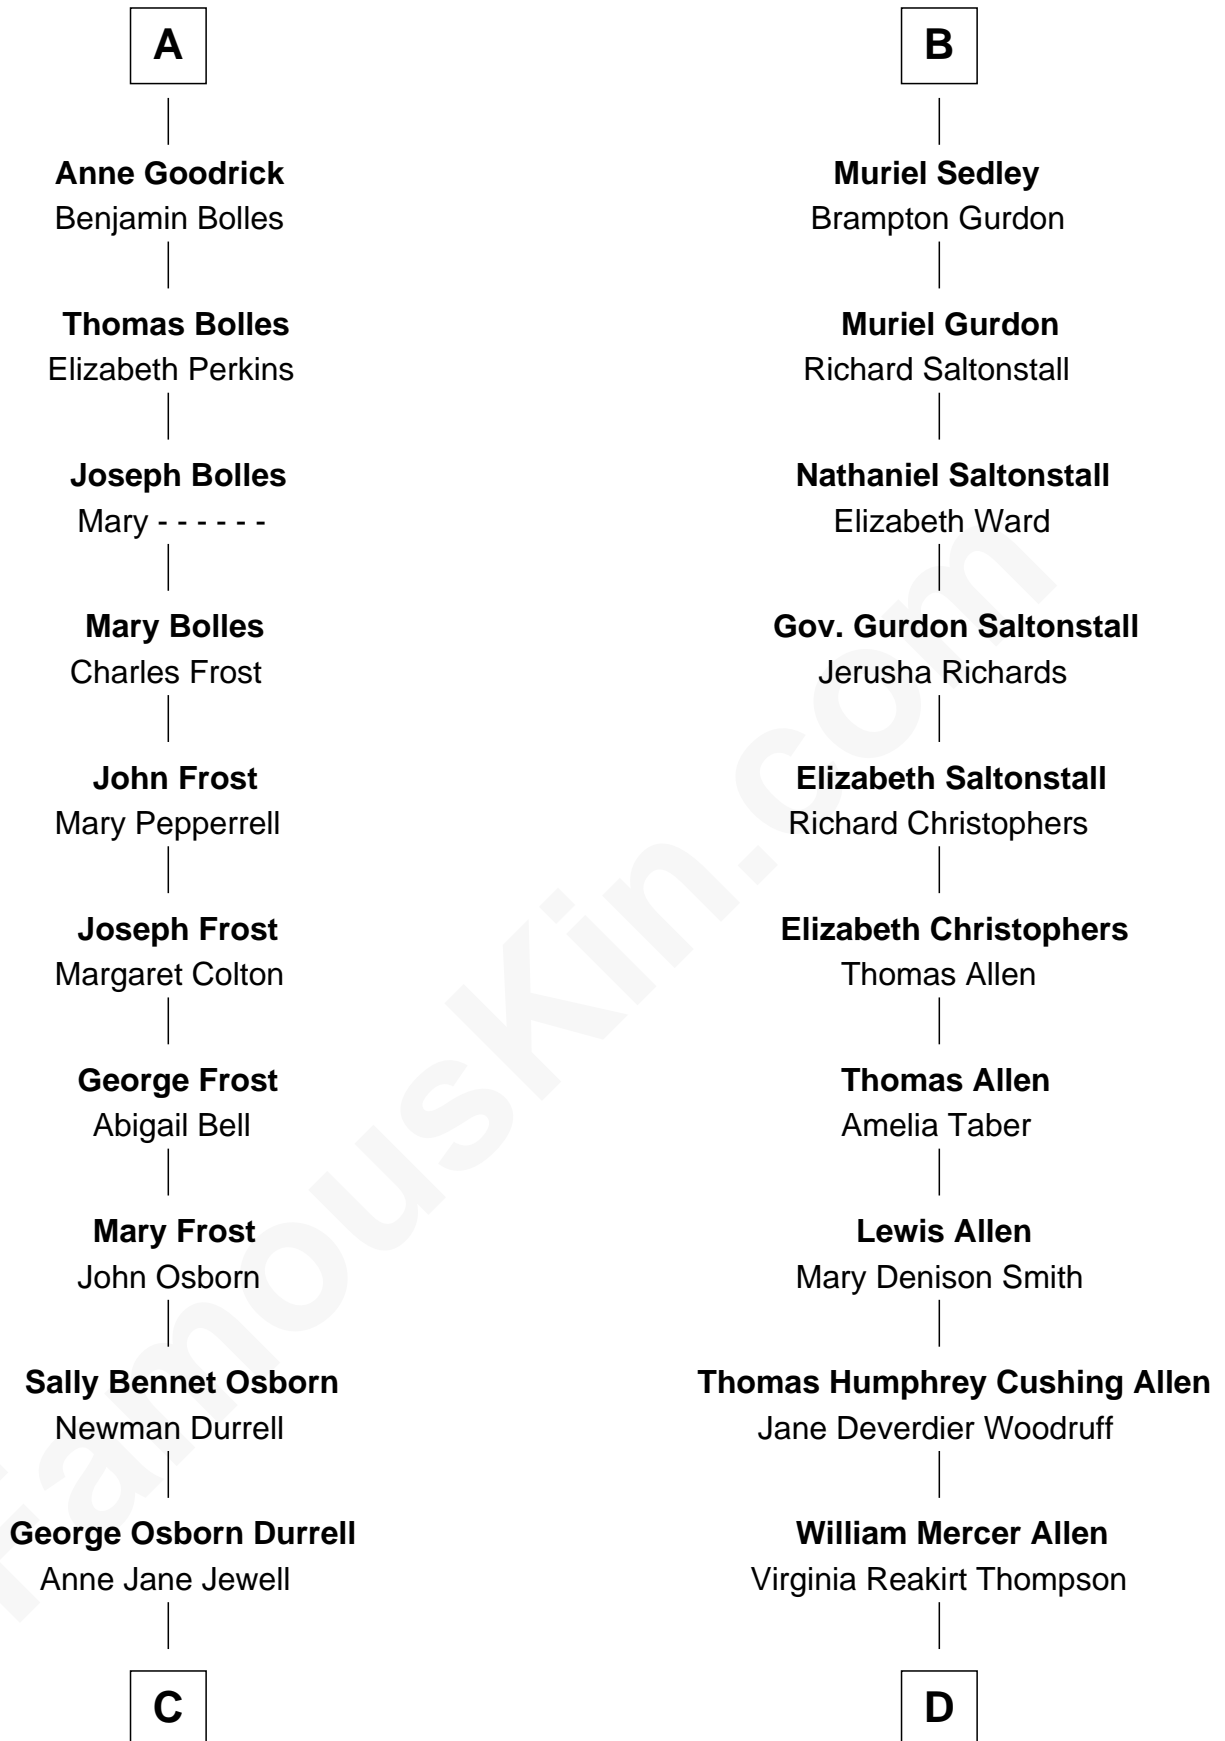 A
Anne Goodrick
Benjamin Bolles
Thomas Bolles
Elizabeth Perkins
Joseph Bolles
Mary - - - - - -
Mary Bolles
Charles Frost
John Frost
Mary Pepperrell
Joseph Frost
Margaret Colton
George Frost
Abigail Bell
Mary Frost
John Osborn
Sally Bennet Osborn
Newman Durrell
George Osborn Durrell
Anne Jane Jewell
C
B
Muriel Sedley
Brampton Gurdon
Muriel Gurdon
Richard Saltonstall
Nathaniel Saltonstall
Elizabeth Ward
Gov. Gurdon Saltonstall
Jerusha Richards
Elizabeth Saltonstall
Richard Christophers
Elizabeth Christophers
Thomas Allen
Thomas Allen
Amelia Taber
Lewis Allen
Mary Denison Smith
Thomas Humphrey Cushing Allen
Jane Deverdier Woodruff
William Mercer Allen
Virginia Reakirt Thompson
D
FamousKin.com